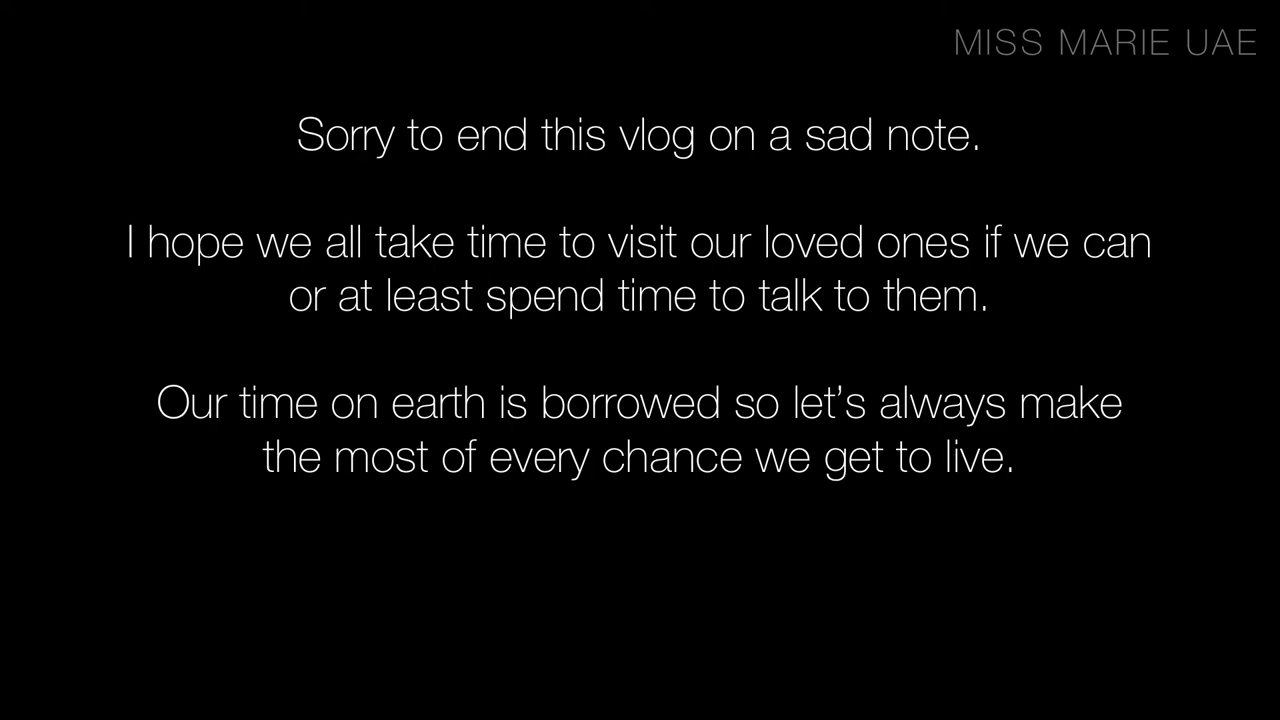 MISS MARIE UAE
Sorry to end this vlog on a sad note.
I hope we all take time to visit our loved ones if we can
or at least spend time to talk to them.
Our time on earth is borrowed so let’s always make
the most of every chance we get to live.